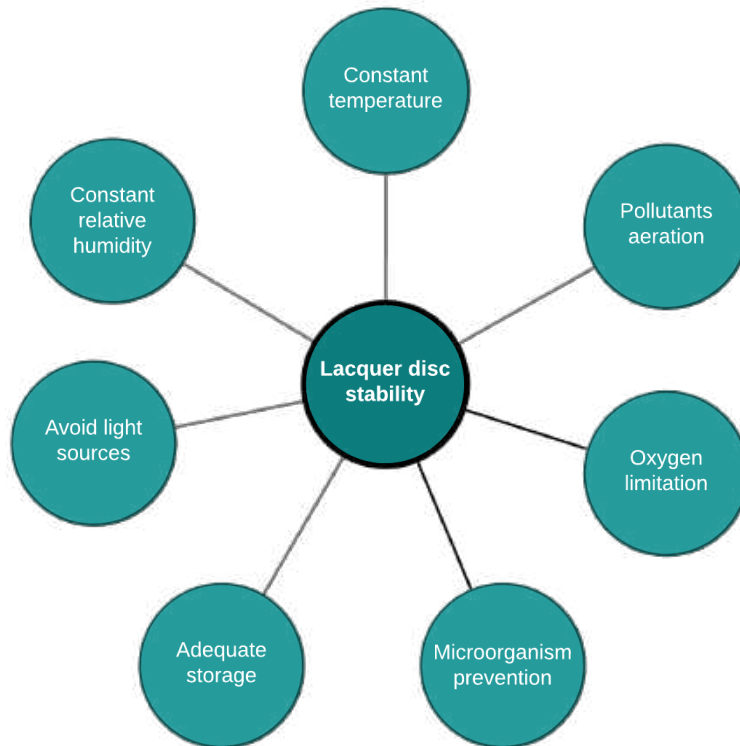 Constant
temperature
Constant
relative
humidity
Pollutants
aeration
Lacquer disc
stability
Avoid light
sources
Oxygen
limitation
Adequate
storage
Microorganism
prevention